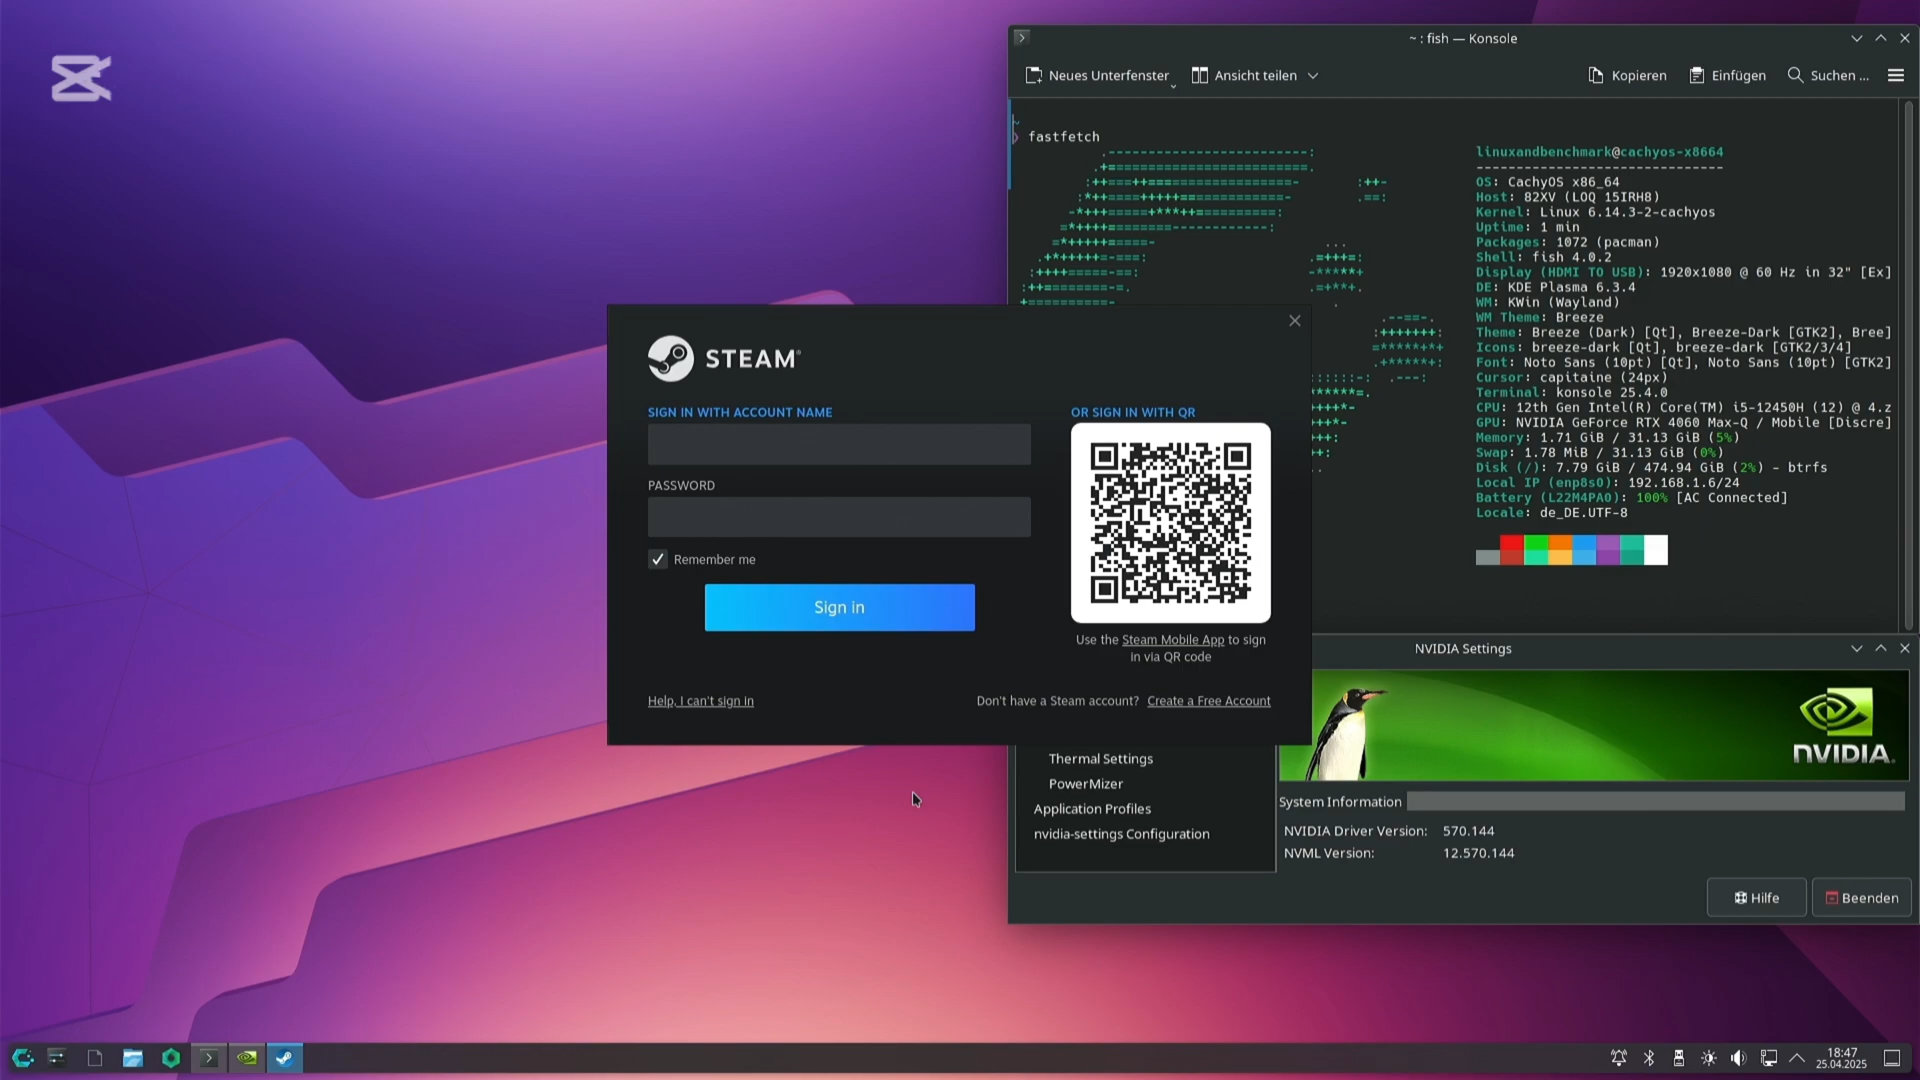 ~ : fish — Konsole
Neues Unterfenster
Ansicht teilen
Kopieren
Einfügen
Suchen ...
~
❯ fastfetch
linuxandbenchmark@cachyos-x8664
-------------------------------
OS: CachyOS x86_64
Host: 82XV (LOQ 15IRH8)
Kernel: Linux 6.14.3-2-cachyos
Uptime: 1 min
Packages: 1072 (pacman)
Shell: fish 4.0.2
Display (HDMI TO USB): 1920x1080 @ 60 Hz in 32" [Ex]
DE: KDE Plasma 6.3.4
WM: KWin (Wayland)
WM Theme: Breeze
Theme: Breeze (Dark) [Qt], Breeze-Dark [GTK2], Bree]
Icons: breeze-dark [Qt], breeze-dark [GTK2/3/4]
Font: Noto Sans (10pt) [Qt], Noto Sans (10pt) [GTK2]
Cursor: capitaine (24px)
Terminal: konsole 25.4.0
CPU: 12th Gen Intel(R) Core(TM) i5-12450H (12) @ 4.z
GPU: NVIDIA GeForce RTX 4060 Max-Q / Mobile [Discre]
Memory: 1.71 GiB / 31.13 GiB (5%)
Swap: 1.78 MiB / 31.13 GiB (0%)
Disk (/): 7.79 GiB / 474.94 GiB (2%) - btrfs
Local IP (enp8s0): 192.168.1.6/24
Battery (L22M4PA0): 100% [AC Connected]
Locale: de_DE.UTF-8
STEAM®
SIGN IN WITH ACCOUNT NAME
PASSWORD
Remember me
Sign in
Help, I can't sign in
OR SIGN IN WITH QR
Use the Steam Mobile App to sign
in via QR code
Don't have a Steam account? Create a Free Account
NVIDIA Settings
NVIDIA.
Thermal Settings
PowerMizer
Application Profiles
nvidia-settings Configuration
System Information
NVIDIA Driver Version: 570.144
NVML Version: 12.570.144
Hilfe
Beenden
18:47
25.04.2025